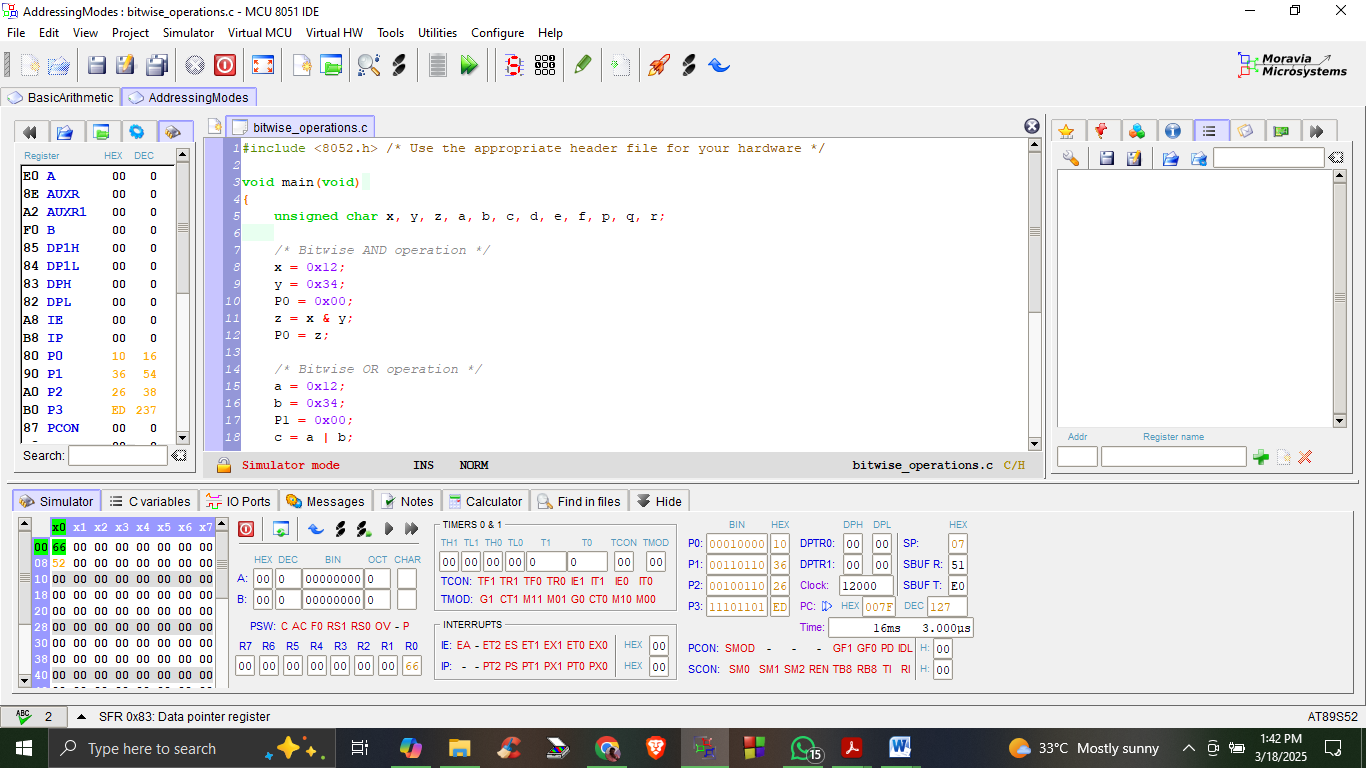 AddressingModes : bitwise_operations.c - MCU 8051 IDE
File Edit View Project Simulator Virtual MCU Virtual HW Tools Utilities Configure Help
Moravia Microsystems
BasicArithmetic AddressingModes
bitwise_operations.c
Register HEX DEC
E0 A 00 0
8E AUXR 00 0
A2 AUXR1 00 0
F0 B 00 0
85 DP1H 00 0
84 DP1L 00 0
83 DPH 00 0
82 DPL 00 0
A8 IE 00 0
B8 IP 00 0
80 P0 10 16
90 P1 36 54
A0 P2 26 38
B0 P3 ED 237
87 PCON 00 0
Search:
1 #include <8052.h> /* Use the appropriate header file for your hardware */
2
3 void main(void)
4 {
5 unsigned char x, y, z, a, b, c, d, e, f, p, q, r;
6
7 /* Bitwise AND operation */
8 x = 0x12;
9 y = 0x34;
10 P0 = 0x00;
11 z = x & y;
12 P0 = z;
13
14 /* Bitwise OR operation */
15 a = 0x12;
16 b = 0x34;
17 P1 = 0x00;
18 c = a | b;
Simulator mode INS NORM bitwise_operations.c C/H
Addr Register name
Simulator C variables IO Ports Messages Notes Calculator Find in files Hide
x0 x1 x2 x3 x4 x5 x6 x7
00 66 00 00 00 00 00 00 00
08 52 00 00 00 00 00 00 00
10 00 00 00 00 00 00 00 00
18 00 00 00 00 00 00 00 00
20 00 00 00 00 00 00 00 00
28 00 00 00 00 00 00 00 00
30 00 00 00 00 00 00 00 00
38 00 00 00 00 00 00 00 00
40 00 00 00 00 00 00 00 00
HEX DEC BIN OCT CHAR
A: 00 0 00000000 0
B: 00 0 00000000 0
PSW: C AC F0 RS1 RS0 OV - P
R7 R6 R5 R4 R3 R2 R1 R0
00 00 00 00 00 00 00 66
TIMERS 0 & 1
TH1 TL1 TH0 TL0 T1 T0 TCON TMOD
00 00 00 00 0 0 00 00
TCON: TF1 TR1 TF0 TR0 IE1 IT1 IE0 IT0
TMOD: G1 CT1 M11 M01 G0 CT0 M10 M00
INTERRUPTS
IE: EA - ET2 ES ET1 EX1 ET0 EX0 HEX 00
IP: - - PT2 PS PT1 PX1 PT0 PX0 HEX 00
BIN HEX
P0: 00010000 10
P1: 00110110 36
P2: 00100110 26
P3: 11101101 ED
DPH DPL HEX
DPTR0: 00 00 SP: 07
DPTR1: 00 00 SBUF R: 51
Clock: 12000 SBUF T: E0
PC: HEX 007F DEC 127
Time: 16ms 3.000µs
PCON: SMOD - - - GF1 GF0 PD IDL H: 00
SCON: SM0 SM1 SM2 REN TB8 RB8 TI RI H: 00
ABC 2 SFR 0x83: Data pointer register AT89S52
Type here to search 15 33°C Mostly sunny 1:42 PM
3/18/2025